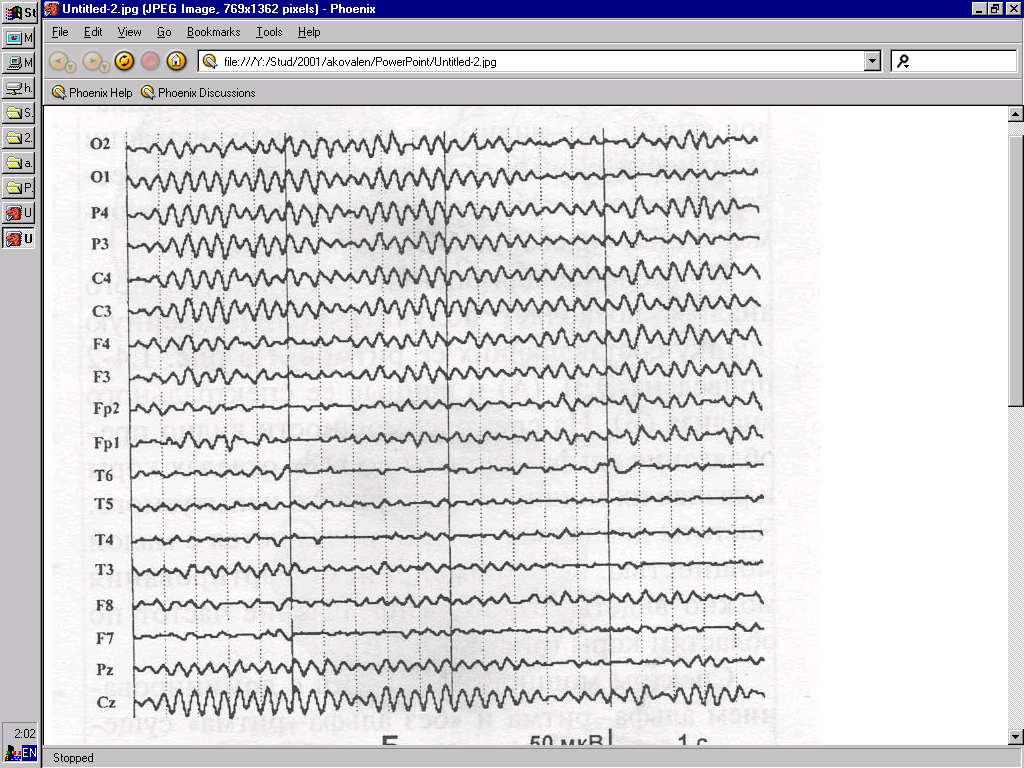 St
Untitled-2.jpg (JPEG Image, 769x1362 pixels) - Phoenix
M
File Edit View Go Bookmarks Tools Help
M
file:///Y:/Stud/2001/akovalen/PowerPoint/Untitled-2.jpg
h.
Phoenix Help Phoenix Discussions
S.
2.
a.
P.
U
U
O2
O1
P4
P3
C4
C3
F4
F3
Fp2
Fp1
T6
T5
T4
T3
F8
F7
Pz
Cz
50 мкВ 1 с
2:02
EN
Stopped